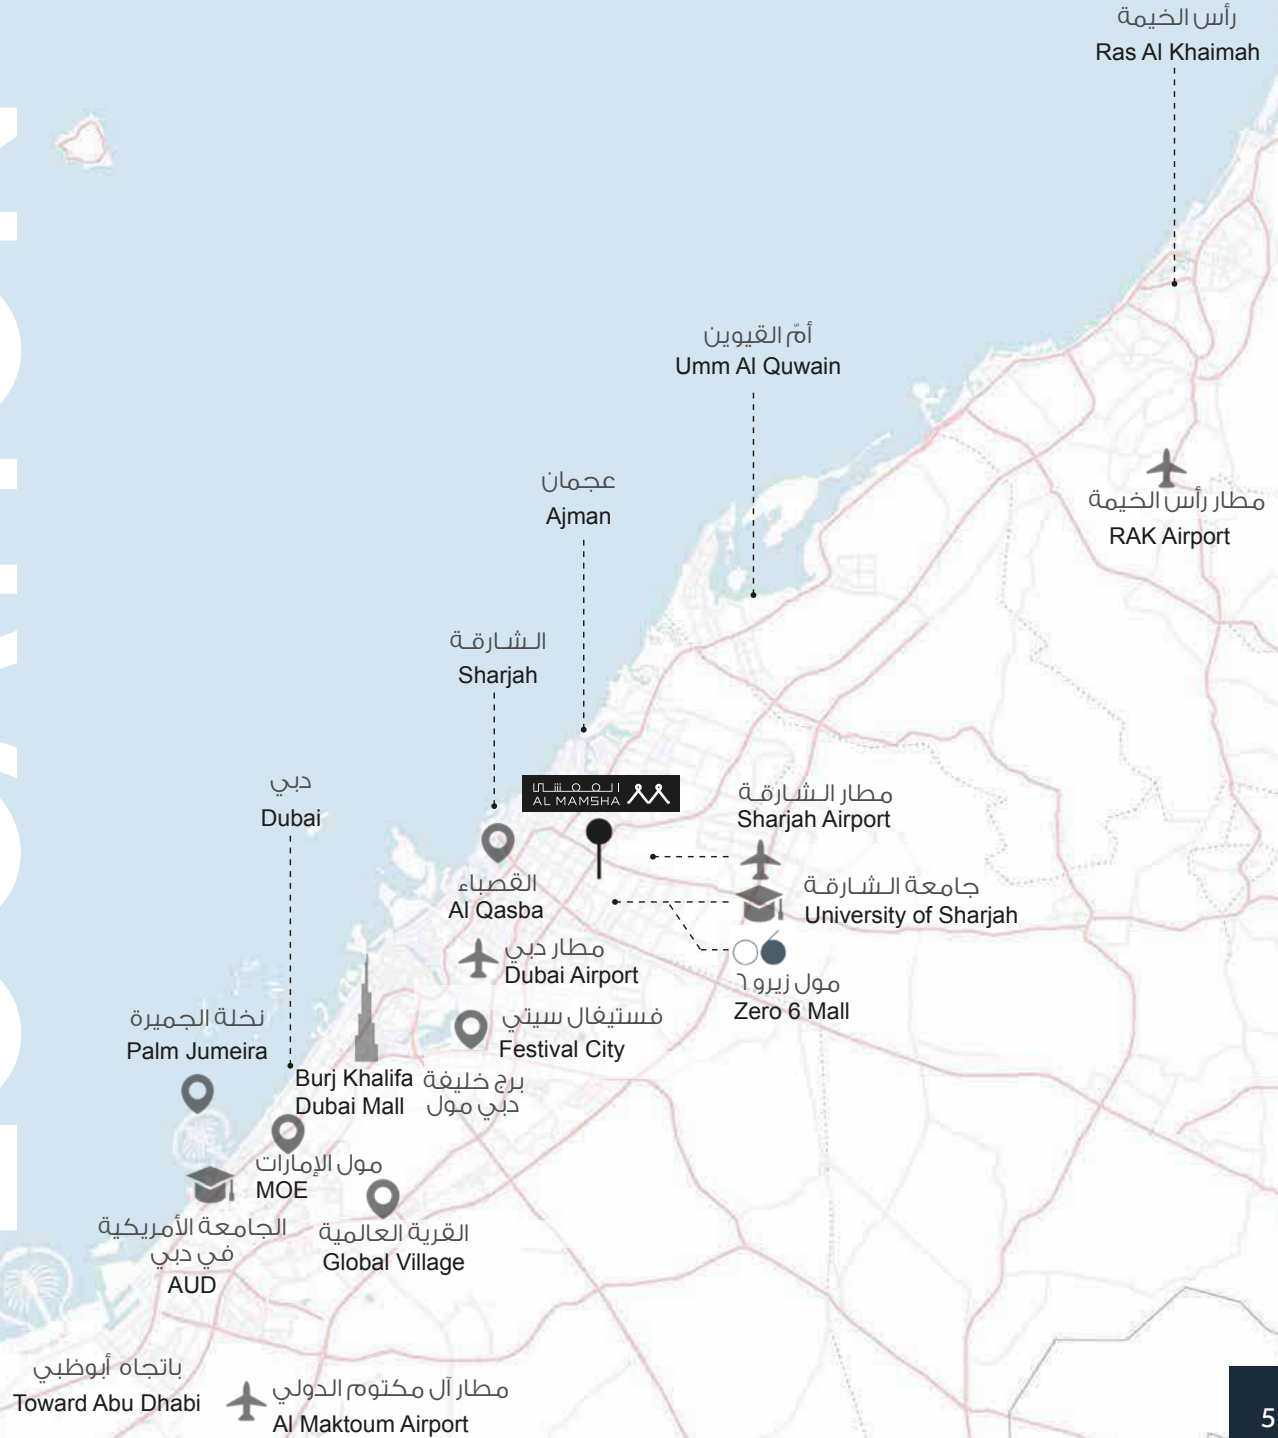 رأس الخيمة
Ras Al Khaimah
أمّ القيوين
Umm Al Quwain
عجمان
Ajman
مطار رأس الخيمة
RAK Airport
الشارقة
Sharjah
دبي
Dubai
الممشى
AL MAMSHA
مطار الشارقة
Sharjah Airport
القصباء
Al Qasba
جامعة الشارقة
University of Sharjah
مطار دبي
Dubai Airport
مول زيرو ٦
Zero 6 Mall
نخلة الجميرة
Palm Jumeira
فستيفال سيتي
Festival City
Burj Khalifa برج خليفة
Dubai Mall دبي مول
مول الإمارات
MOE
الجامعة الأمريكية
في دبي
AUD
القرية العالمية
Global Village
باتجاه أبوظبي
Toward Abu Dhabi
مطار آل مكتوم الدولي
Al Maktoum Airport
5